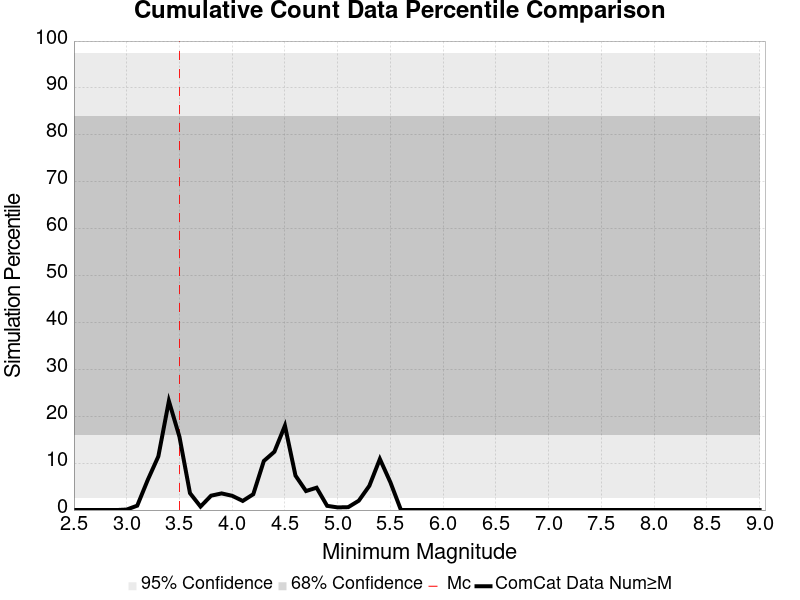 Cumulative Count Data Percentile Comparison
100
90
80
70
60
50
40
30
20
10
0
Simulation Percentile
2.5 3.0 3.5 4.0 4.5 5.0 5.5 6.0 6.5 7.0 7.5 8.0 8.5 9.0
Minimum Magnitude
95% Confidence 68% Confidence Mc ComCat Data Num≥M